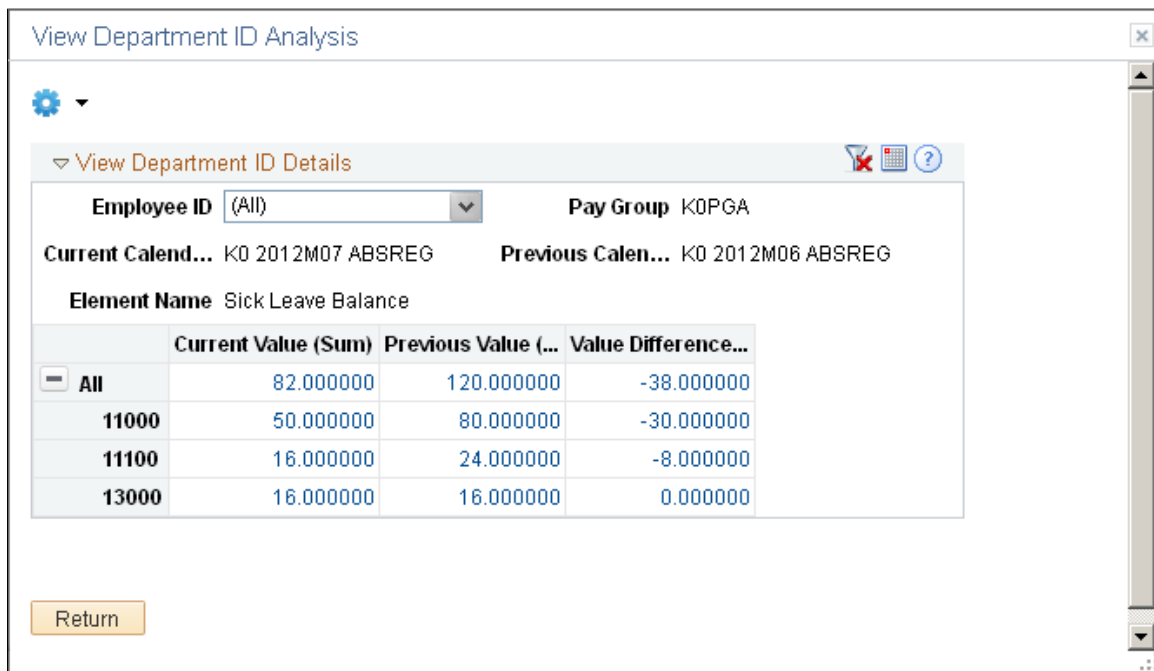 View Department ID Analysis
View Department ID Details
Employee ID (All) Pay Group K0PGA
Current Calend... K0 2012M07 ABSREG Previous Calen... K0 2012M06 ABSREG
Element Name Sick Leave Balance
Current Value (Sum) Previous Value (... Value Difference...
All 82.000000 120.000000 -38.000000
11000 50.000000 80.000000 -30.000000
11100 16.000000 24.000000 -8.000000
13000 16.000000 16.000000 0.000000
Return